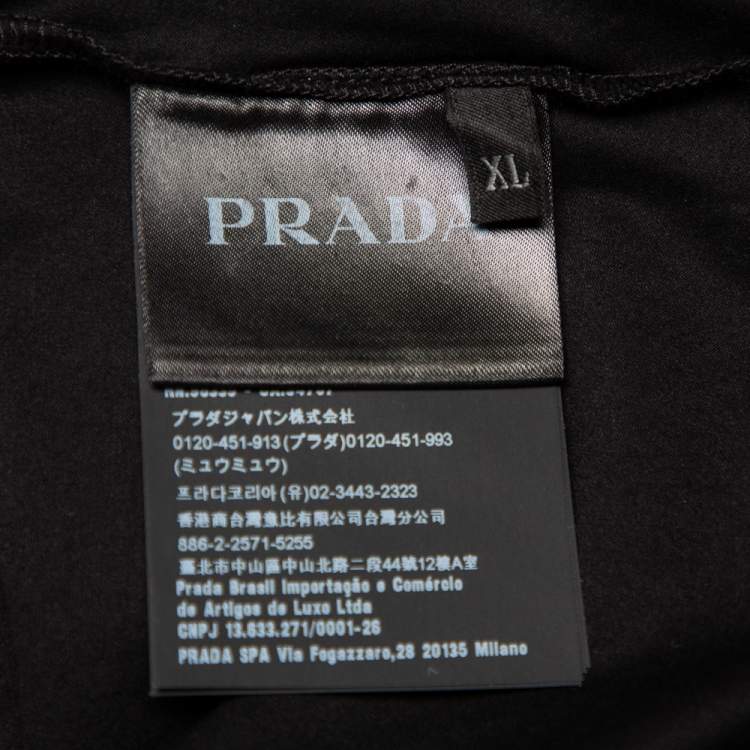 PRADA
XL
プラダジャパン株式会社
0120-451-913(プラダ)0120-451-993
(ミュウミュウ)
프라다코리아(유)02-3443-2323
香港商台灣魚比有限公司台灣分公司
886-2-2571-5255
臺北市中山區中山北路二段44號12樓A室
Prada Brasil Importação e Comércio
de Artigos de Luxo Ltda
CNPJ 13.633.271/0001-26
PRADA SPA Via Fogazzaro,28 20135 Milano